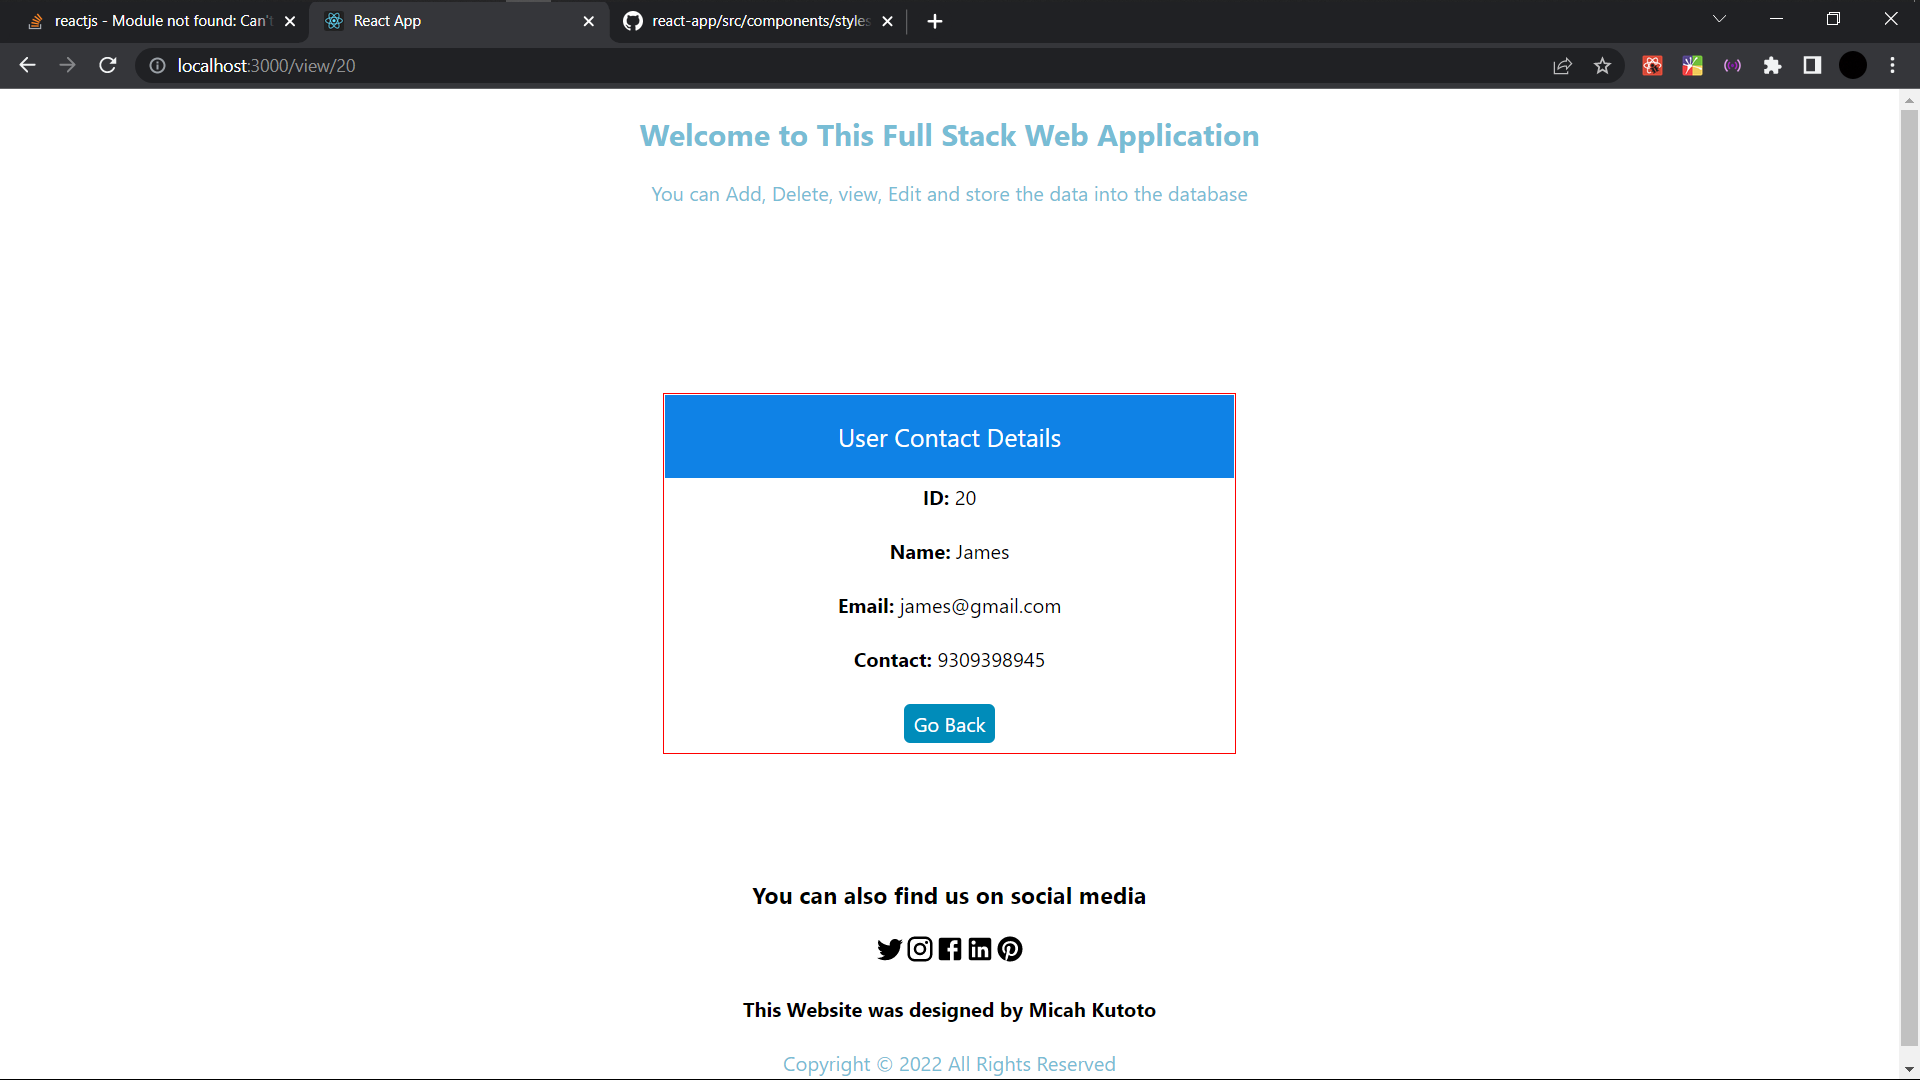 reactjs - Module not found: Can't
React App
react-app/src/components/styles
localhost:3000/view/20
Welcome to This Full Stack Web Application
You can Add, Delete, view, Edit and store the data into the database
User Contact Details
ID: 20
Name: James
Email: james@gmail.com
Contact: 9309398945
Go Back
You can also find us on social media
This Website was designed by Micah Kutoto
Copyright © 2022 All Rights Reserved